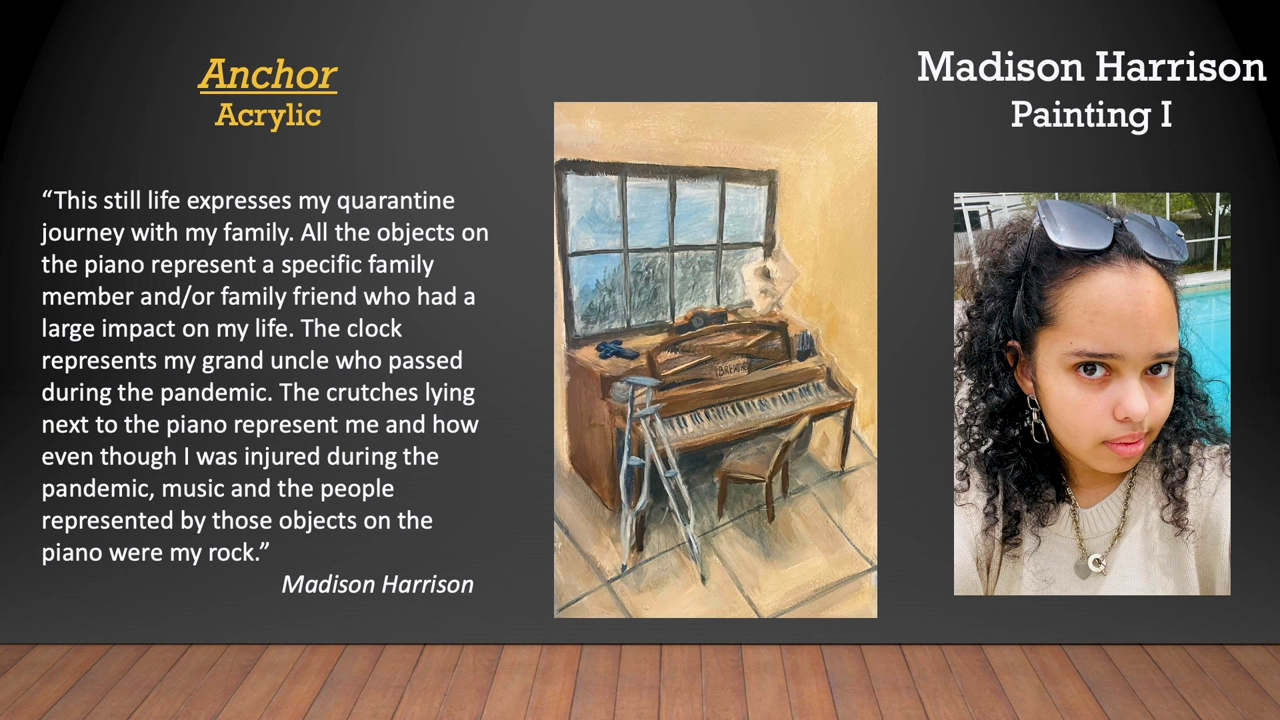 Anchor
Acrylic
“This still life expresses my quarantine
journey with my family. All the objects on
the piano represent a specific family
member and/or family friend who had a
large impact on my life. The clock
represents my grand uncle who passed
during the pandemic. The crutches lying
next to the piano represent me and how
even though I was injured during the
pandemic, music and the people
represented by those objects on the
piano were my rock.”
Madison Harrison
BREATHE
Madison Harrison
Painting I